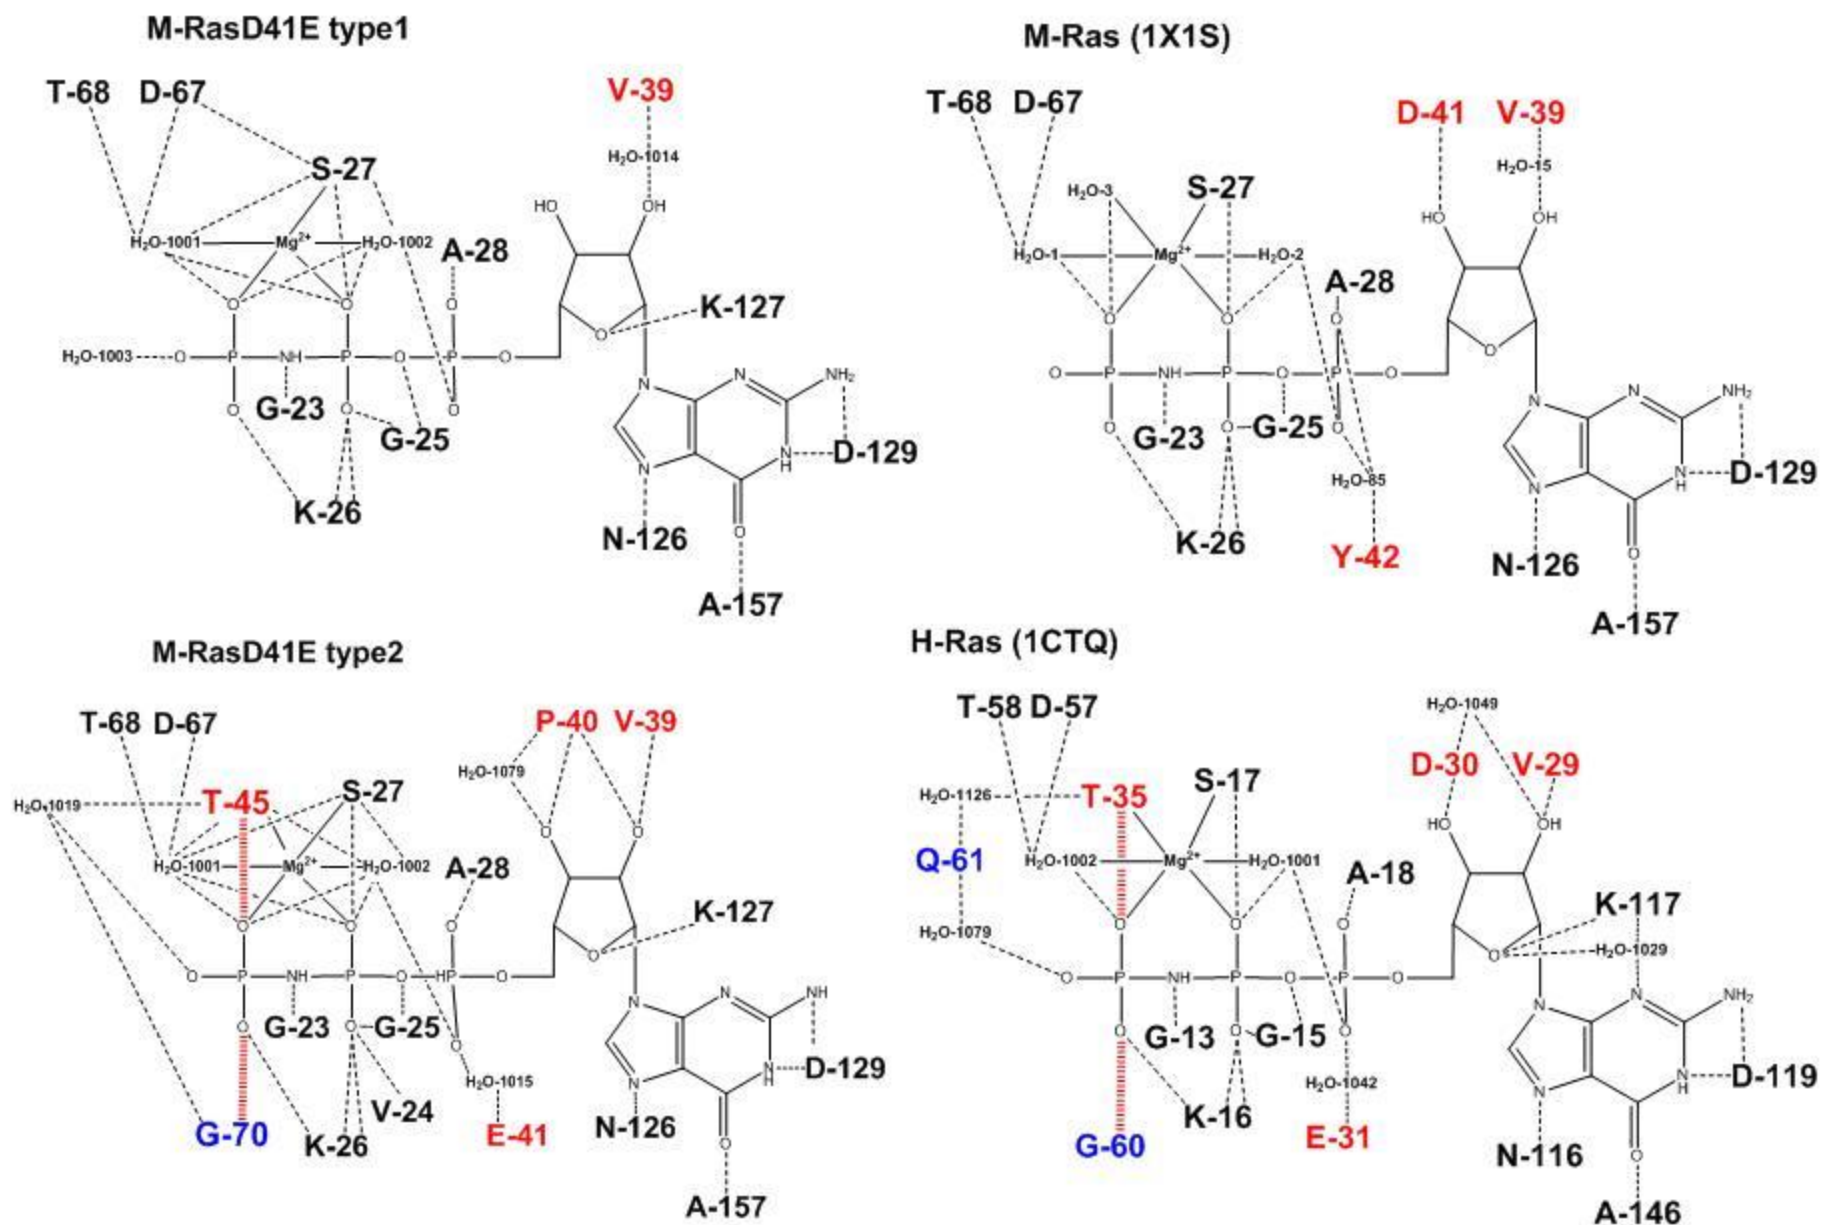 M-RasD41E type1
T-68 D-67
V-39
H₂O-1014
S-27
HO OH
H₂O-1001 Mg²⁺ H₂O-1002 A-28
O O O
K-127
O
H₂O-1003 O P NH P O P O
N N NH₂
O G-23 O O
G-25
N N H D-129
K-26
N-126 O
A-157
M-Ras (1X1S)
T-68 D-67 D-41 V-39
H₂O-15
H₂O-3 S-27
HO OH
H₂O-1 Mg²⁺ H₂O-2
A-28
O O O
O
O P NH P O P O
N N NH₂
O G-23 O G-25 O
N N H D-129
H₂O-85
K-26 Y-42 N-126 O
A-157
M-RasD41E type2
T-68 D-67 P-40 V-39
H₂O-1079
H₂O-1019 T-45 S-27
O O
H₂O-1001 Mg²⁺ H₂O-1002 A-28
K-127
O O O
O
O P NH P O HP O
N N NH
O G-23 O G-25
O
N N H D-129
H₂O-1015
V-24
G-70 K-26 E-41 N-126 O
A-157
H-Ras (1CTQ)
T-58 D-57 H₂O-1049
D-30 V-29
H₂O-1126 T-35 S-17
HO OH
Q-61 H₂O-1002 Mg²⁺ H₂O-1001
A-18
K-117
O O O
H₂O-1079 H₂O-1029
O
O P NH P O P O
N N NH₂
O G-13 O G-15 O
N N H D-119
H₂O-1042
K-16
G-60 E-31 N-116 O
A-146